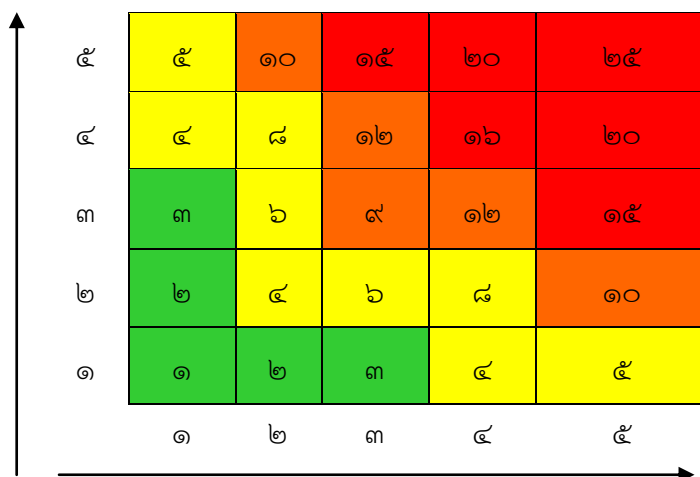 ๕ ๕ ๑๐ ๑๕ ๒๐ ๒๕
๔ ๔ ๘ ๑๒ ๑๖ ๒๐
๓ ๓ ๖ ๙ ๑๒ ๑๕
๒ ๒ ๔ ๖ ๘ ๑๐
๑ ๑ ๒ ๓ ๔ ๕
๑ ๒ ๓ ๔ ๕